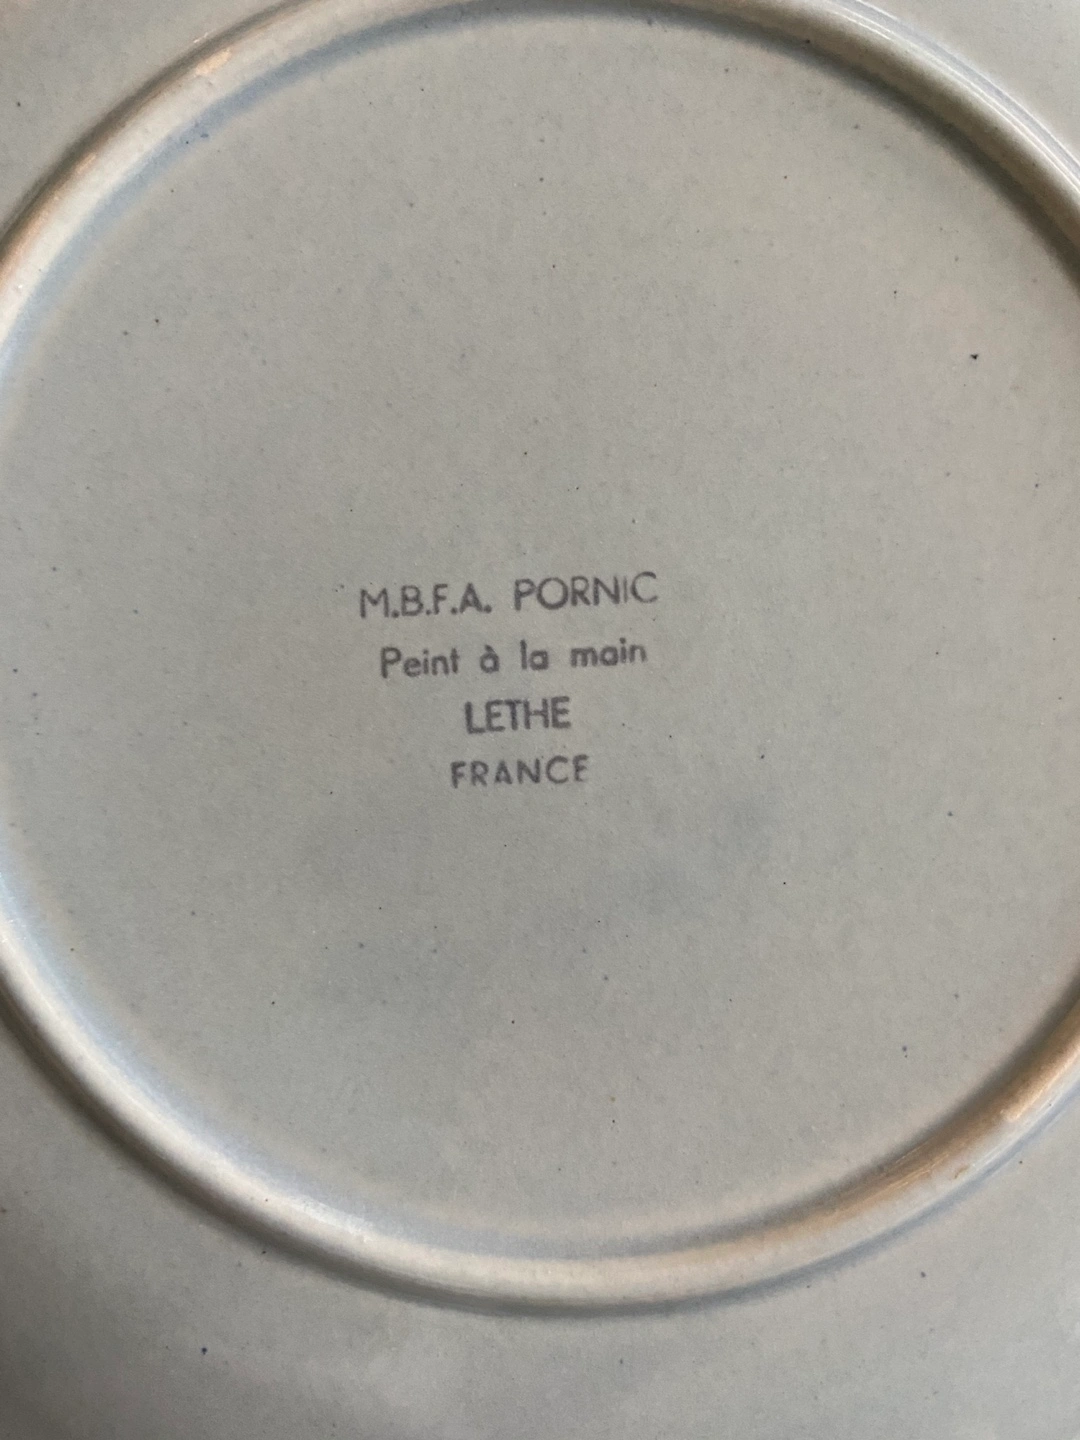 M.B.F.A. PORNIC
Peint à la main
LETHE
FRANCE